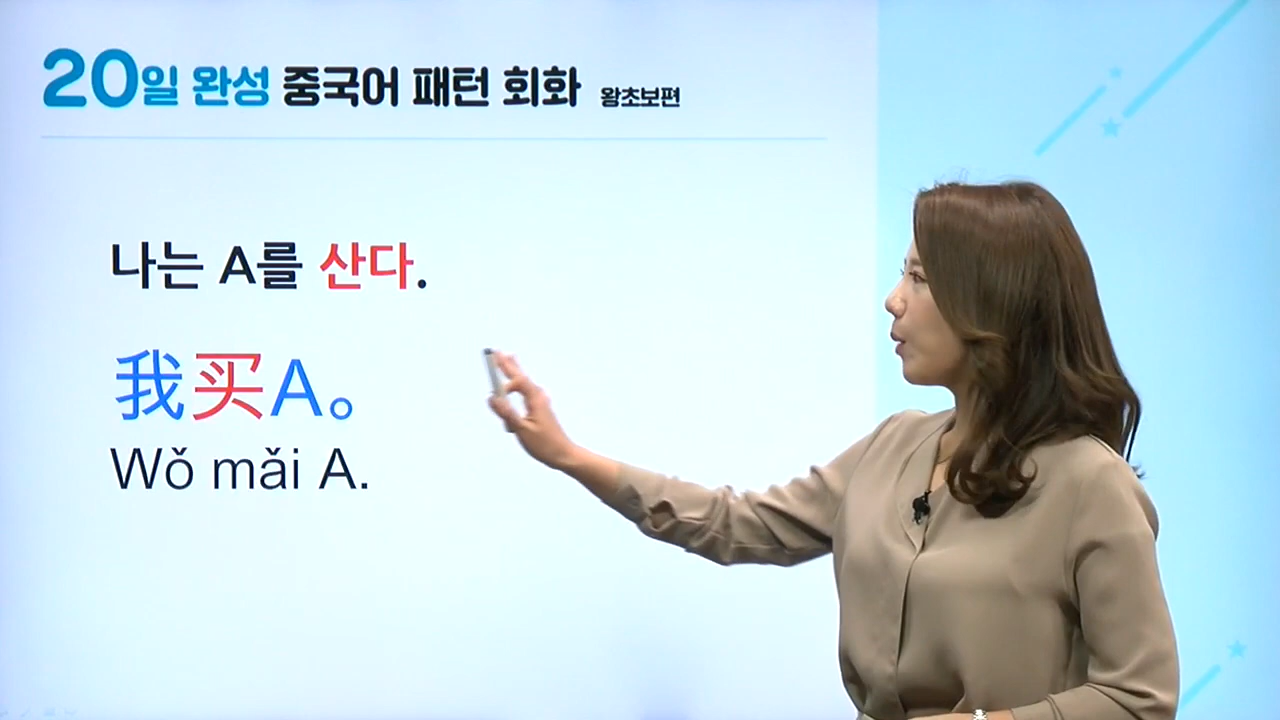 20일 완성 중국어 패턴 회화 왕초보편
나는 A를 산다.
我买A。
Wǒ mǎi A.